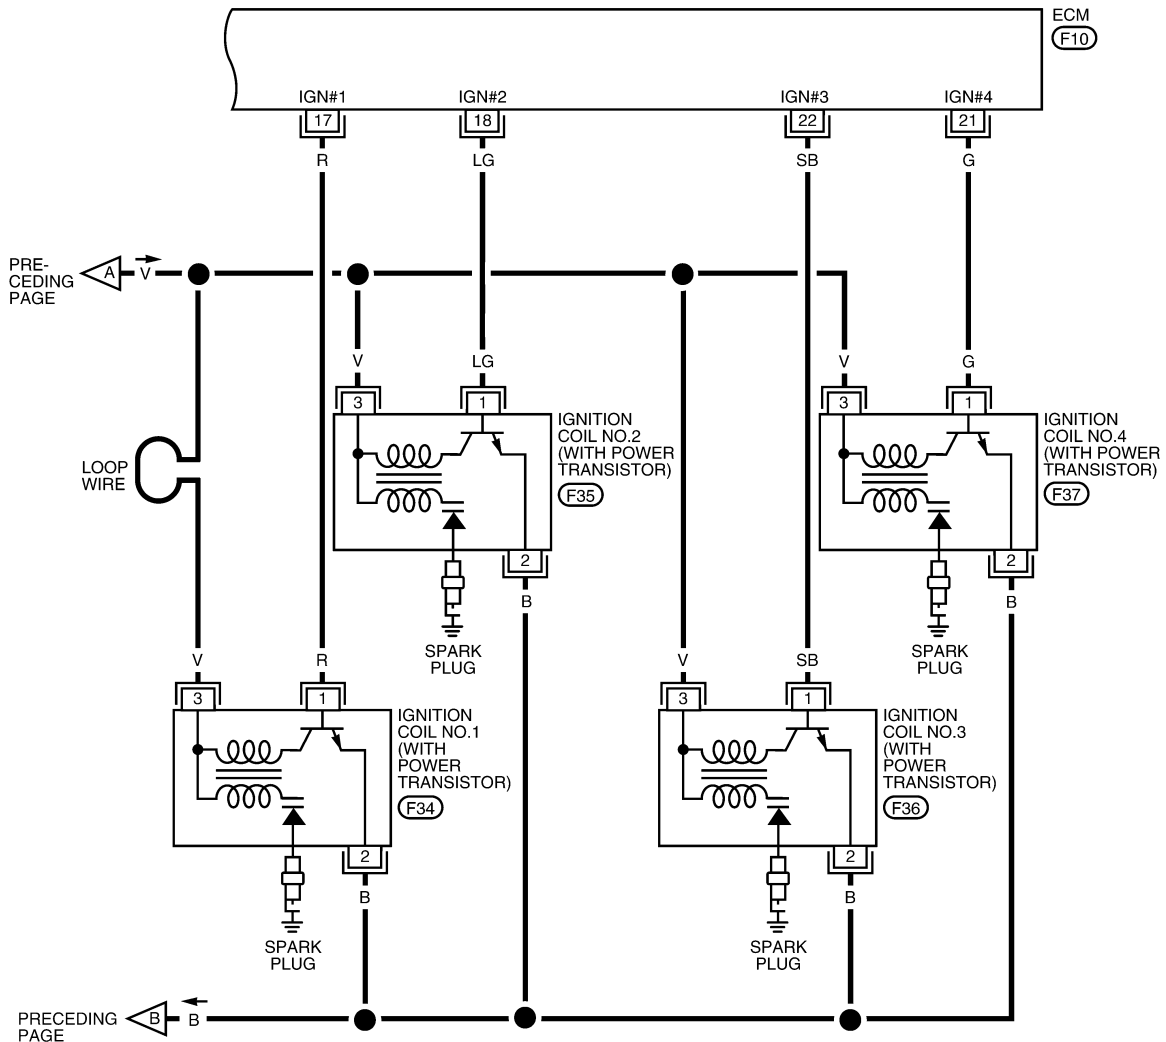 ECM
F10
IGN#1
IGN#2
IGN#3
IGN#4
17
18
22
21
R
LG
SB
G
PRE-
CEDING
PAGE
A
V
V
LG
V
G
3
1
3
1
IGNITION
COIL NO.2
(WITH POWER
TRANSISTOR)
F35
IGNITION
COIL NO.4
(WITH POWER
TRANSISTOR)
F37
LOOP
WIRE
2
2
B
B
SPARK
PLUG
SPARK
PLUG
V
R
V
SB
3
1
3
1
IGNITION
COIL NO.1
(WITH
POWER
TRANSISTOR)
F34
IGNITION
COIL NO.3
(WITH
POWER
TRANSISTOR)
F36
2
2
B
B
SPARK
PLUG
SPARK
PLUG
PRECEDING
PAGE
B
B